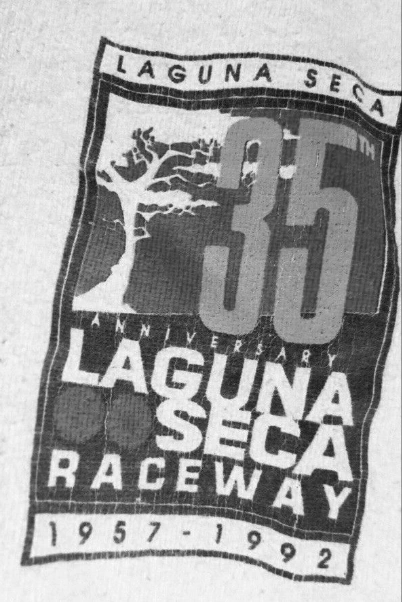 LAGUNA SECA
35TH
ANNIVERSARY
LAGUNA
SECA
RACEWAY
1957-1992